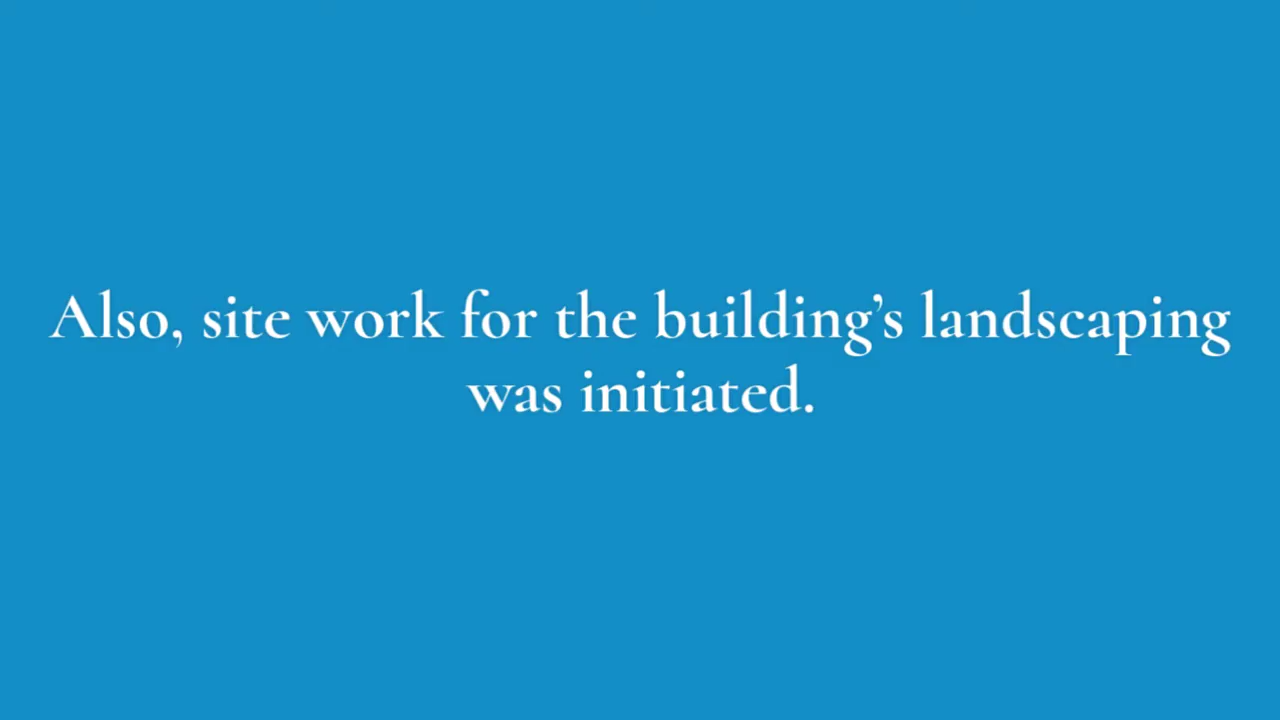 Also, site work for the building’s landscaping
was initiated.